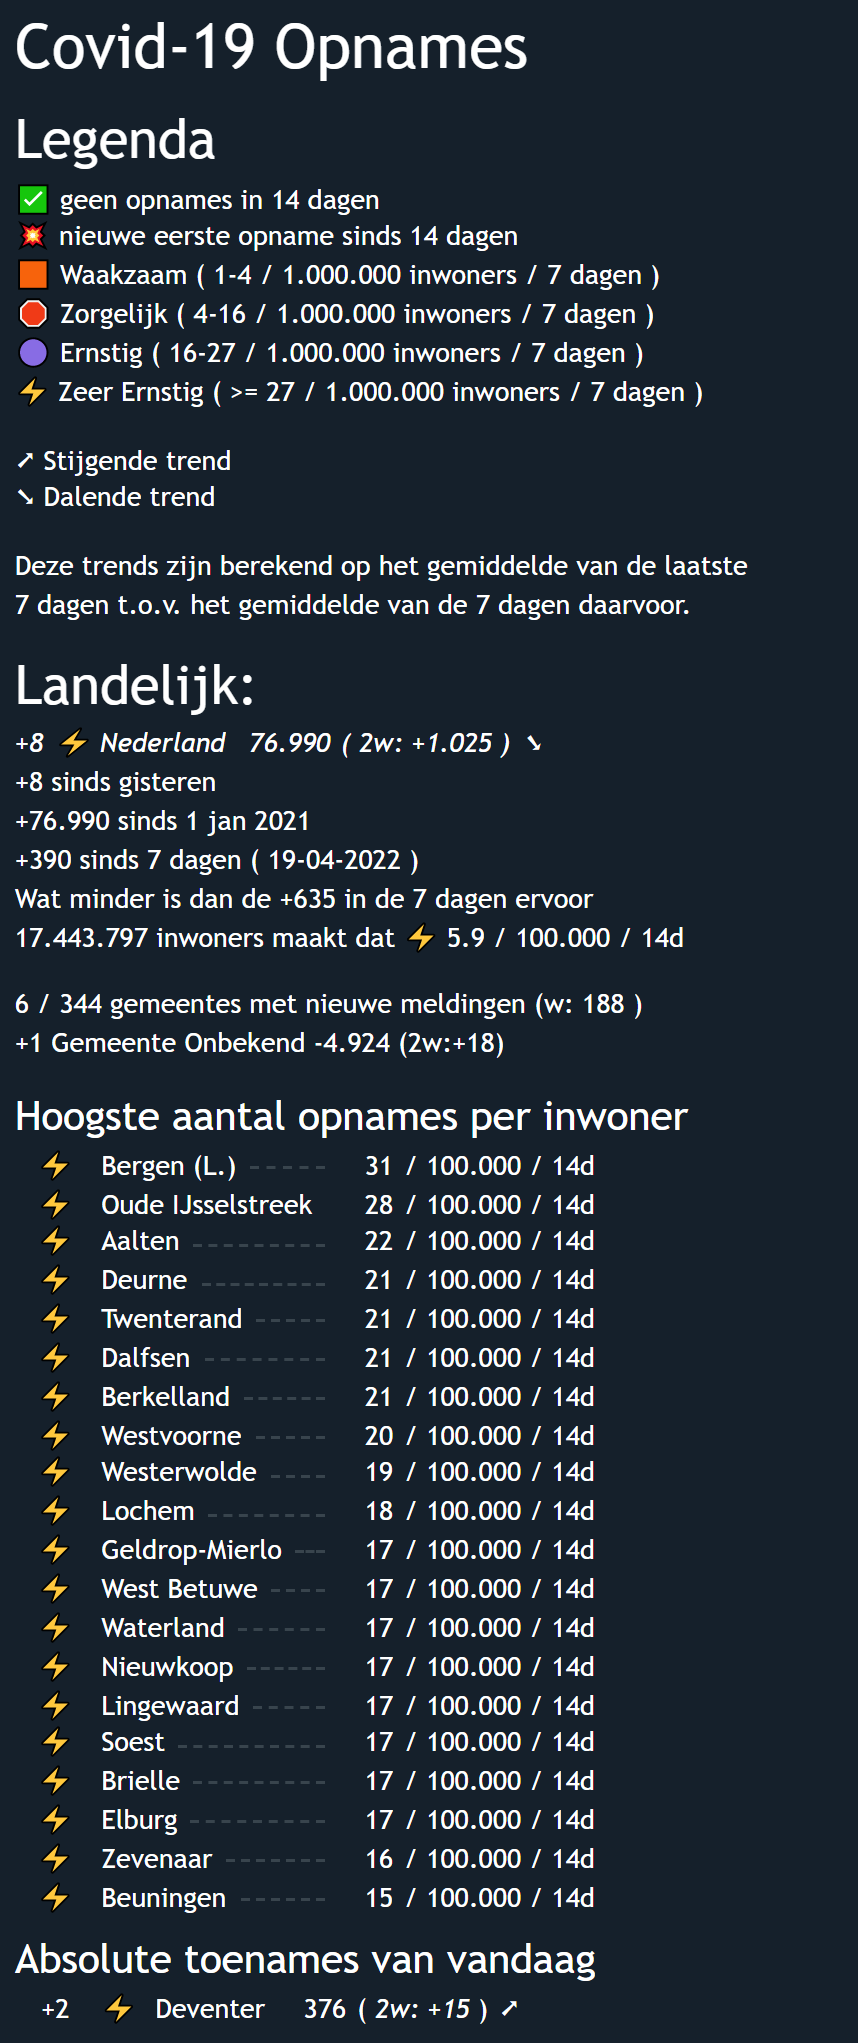 Covid-19 Opnames
Legenda
✅ geen opnames in 14 dagen
💥 nieuwe eerste opname sinds 14 dagen
🟧 Waakzaam ( 1-4 / 1.000.000 inwoners / 7 dagen )
🛑 Zorgelijk ( 4-16 / 1.000.000 inwoners / 7 dagen )
🟣 Ernstig ( 16-27 / 1.000.000 inwoners / 7 dagen )
⚡ Zeer Ernstig ( >= 27 / 1.000.000 inwoners / 7 dagen )
➚ Stijgende trend
➘ Dalende trend
Deze trends zijn berekend op het gemiddelde van de laatste
7 dagen t.o.v. het gemiddelde van de 7 dagen daarvoor.
Landelijk:
+8 ⚡ Nederland 76.990 ( 2w: +1.025 ) ➘
+8 sinds gisteren
+76.990 sinds 1 jan 2021
+390 sinds 7 dagen ( 19-04-2022 )
Wat minder is dan de +635 in de 7 dagen ervoor
17.443.797 inwoners maakt dat ⚡ 5.9 / 100.000 / 14d
6 / 344 gemeentes met nieuwe meldingen (w: 188 )
+1 Gemeente Onbekend -4.924 (2w:+18)
Hoogste aantal opnames per inwoner
⚡ Bergen (L.) ----- 31 / 100.000 / 14d
⚡ Oude IJsselstreek 28 / 100.000 / 14d
⚡ Aalten --------- 22 / 100.000 / 14d
⚡ Deurne -------- 21 / 100.000 / 14d
⚡ Twenterand ----- 21 / 100.000 / 14d
⚡ Dalfsen -------- 21 / 100.000 / 14d
⚡ Berkelland ------ 21 / 100.000 / 14d
⚡ Westvoorne ----- 20 / 100.000 / 14d
⚡ Westerwolde ---- 19 / 100.000 / 14d
⚡ Lochem -------- 18 / 100.000 / 14d
⚡ Geldrop-Mierlo --- 17 / 100.000 / 14d
⚡ West Betuwe ---- 17 / 100.000 / 14d
⚡ Waterland ------ 17 / 100.000 / 14d
⚡ Nieuwkoop ------ 17 / 100.000 / 14d
⚡ Lingewaard ----- 17 / 100.000 / 14d
⚡ Soest ---------- 17 / 100.000 / 14d
⚡ Brielle --------- 17 / 100.000 / 14d
⚡ Elburg --------- 17 / 100.000 / 14d
⚡ Zevenaar ------- 16 / 100.000 / 14d
⚡ Beuningen ------ 15 / 100.000 / 14d
Absolute toenames van vandaag
+2 ⚡ Deventer 376 ( 2w: +15 ) ➚